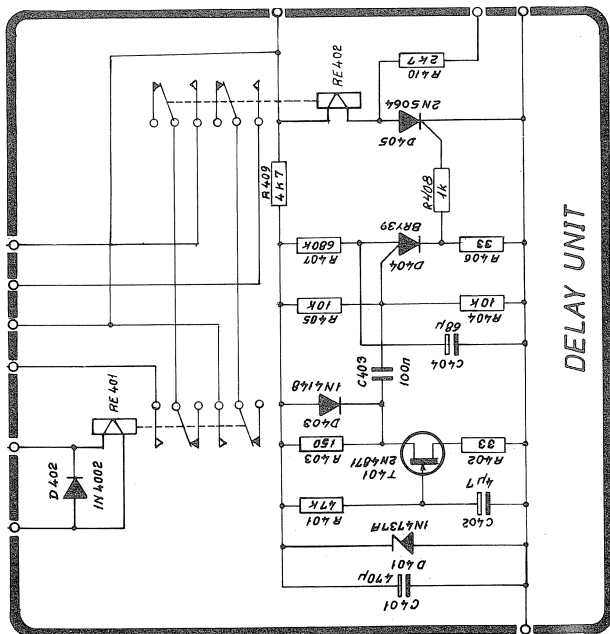 RE402
2k7
R410
2N5064
D405
R409
4k7
R408
1k
680k
R407
BRY39
D404
33
R406
10k
R405
10k
R404
68µ
C404
C403
100n
1N4148
D403
RE401
D402
1N4002
150
R403
2N4871
T401
33
R402
47k
R401
4µ7
C402
1N4737A
D401
470µ
C401
DELAY UNIT